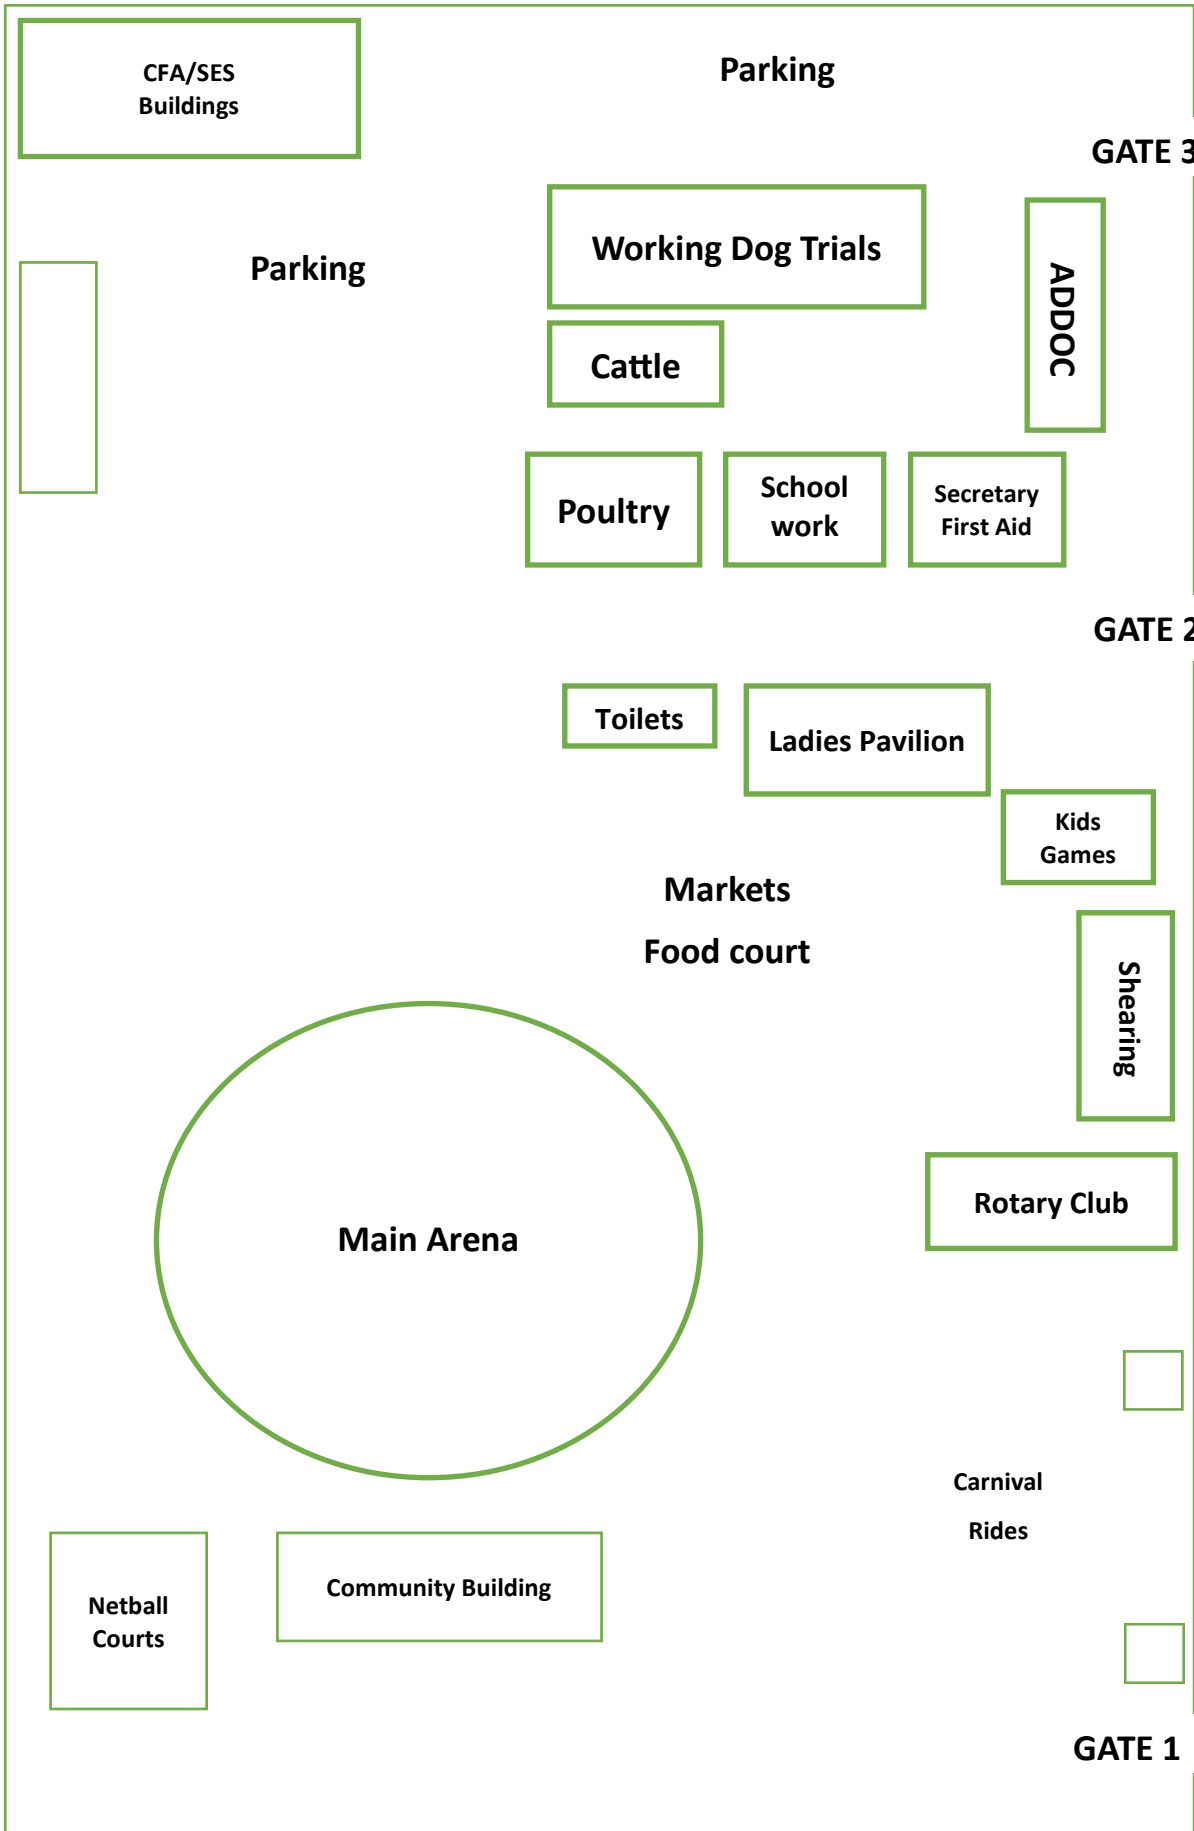 CFA/SES
Buildings
Parking
GATE 3
Working Dog Trials
Parking
ADDOC
Cattle
Poultry
School
work
Secretary
First Aid
GATE 2
Toilets
Ladies Pavilion
Kids
Games
Markets
Food court
Shearing
Rotary Club
Main Arena
Carnival
Rides
Community Building
Netball
Courts
GATE 1